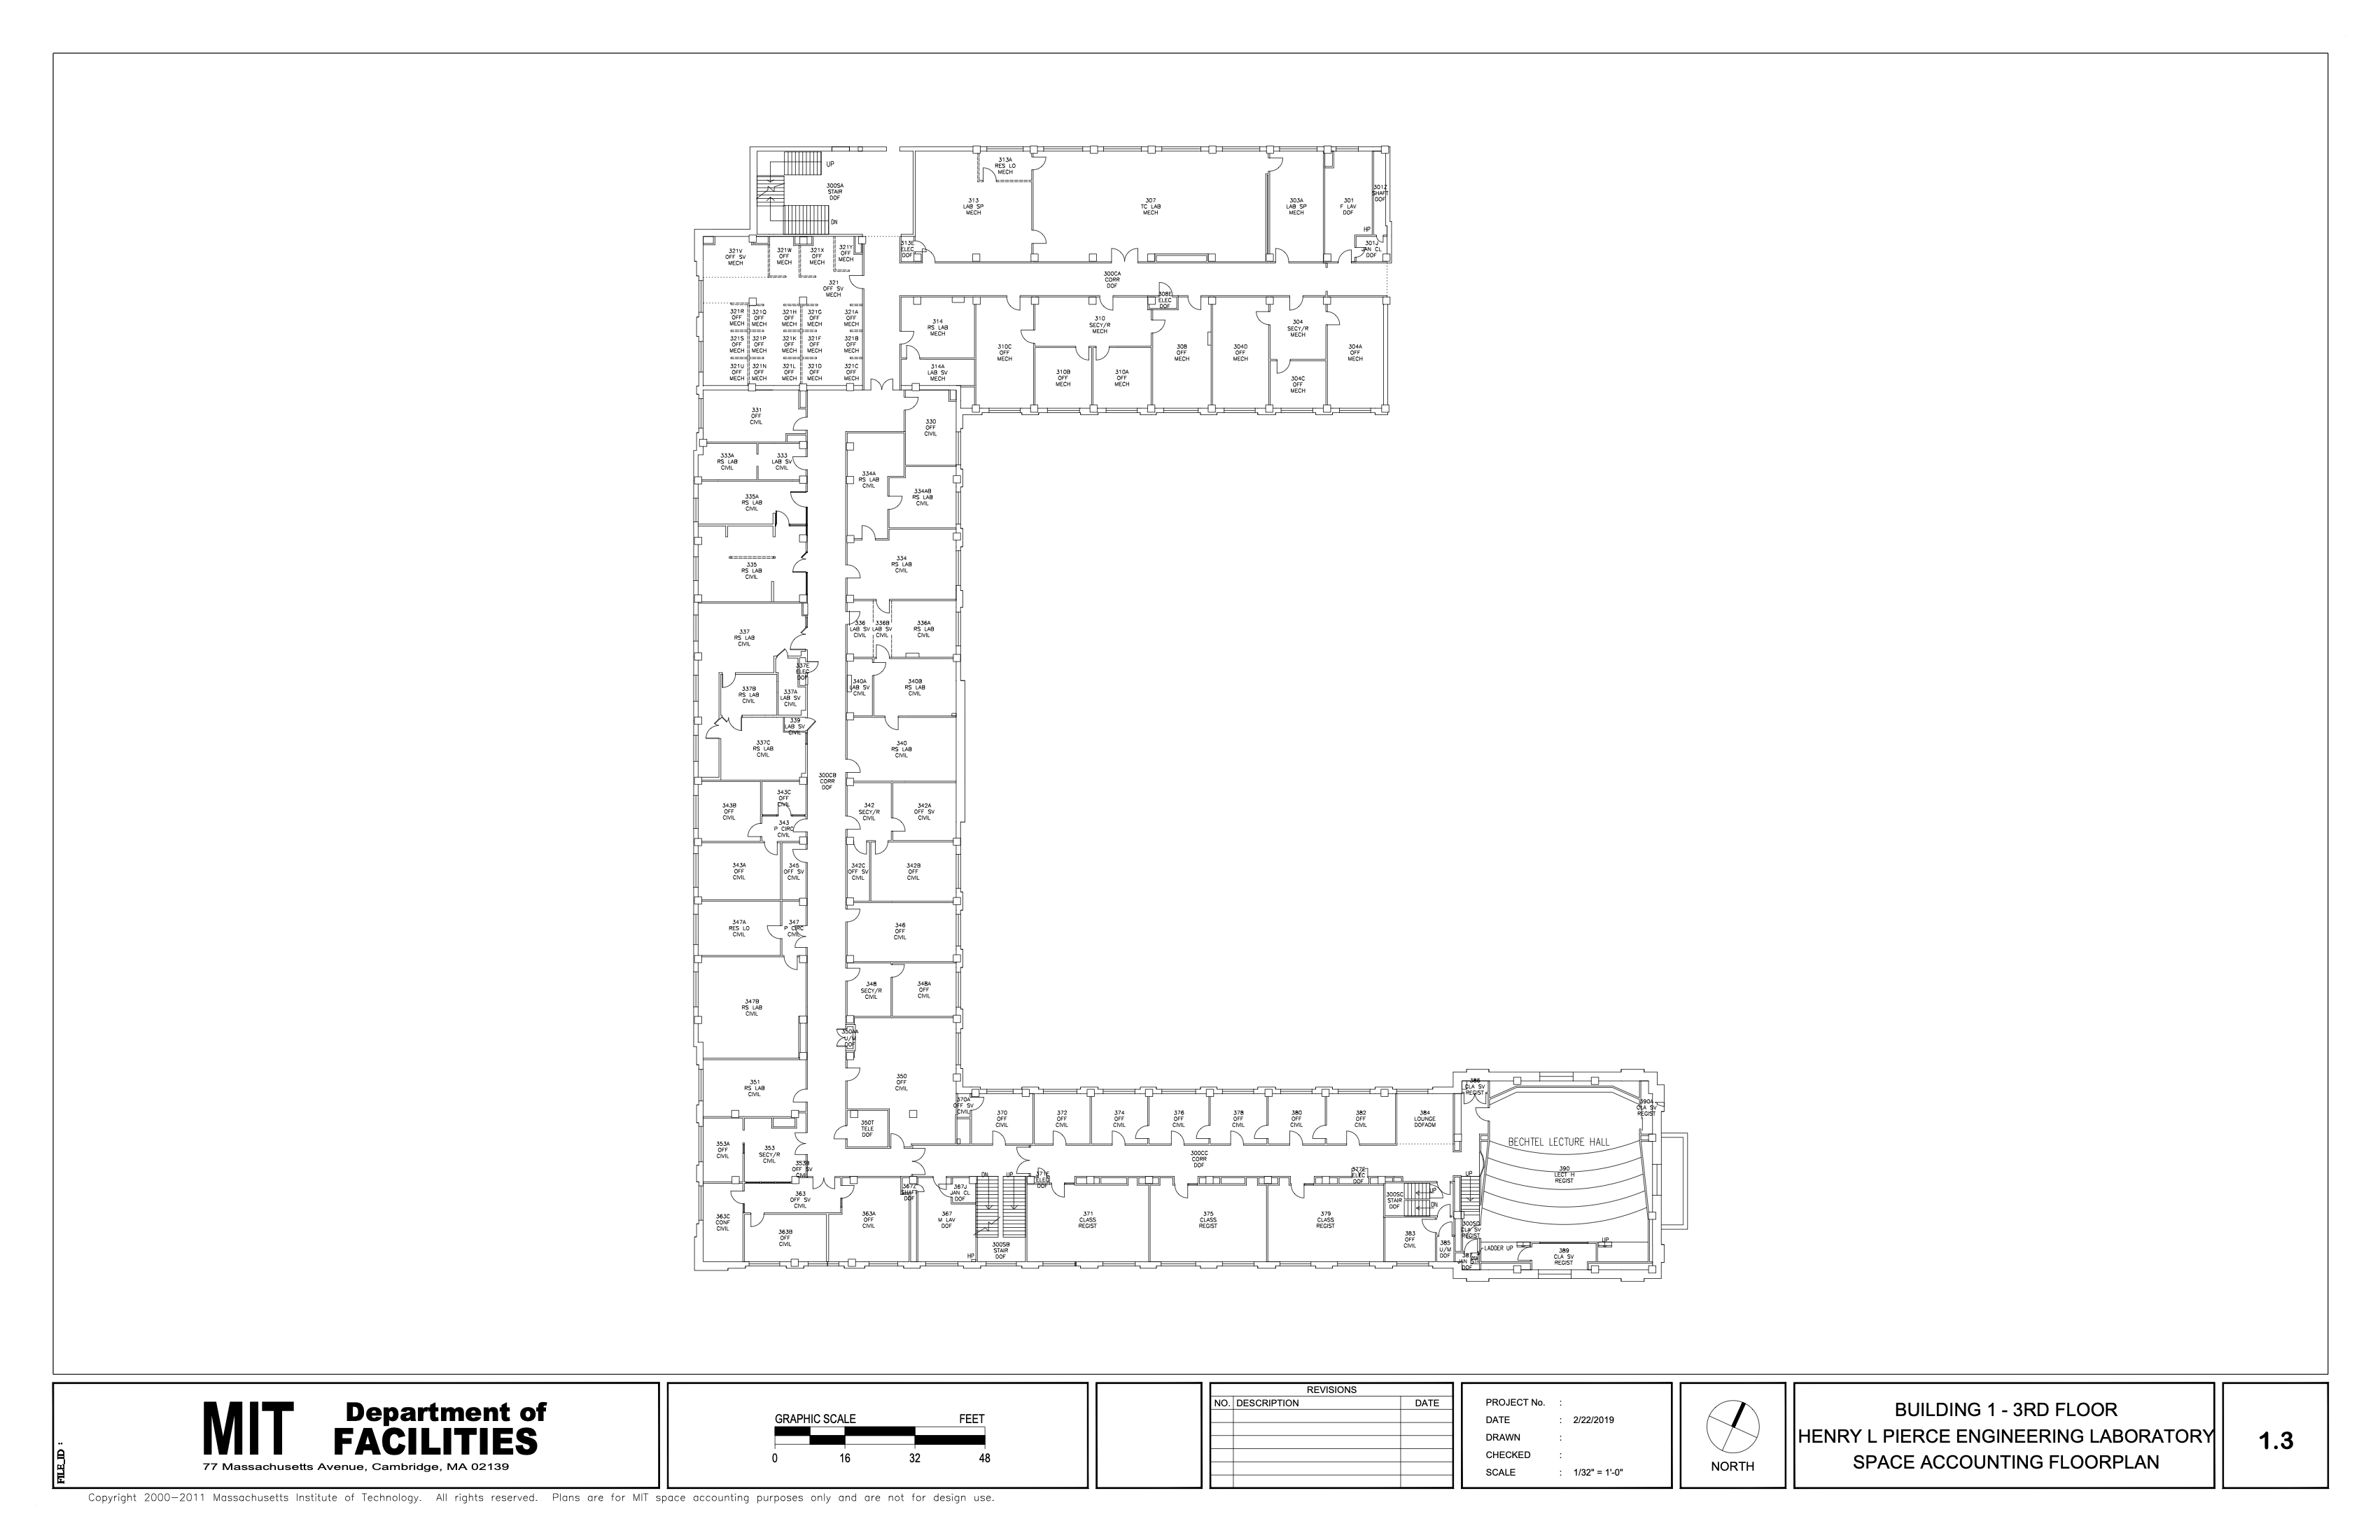 UP
300SA
STAIR
DOF
DN
313A
RES LO
MECH
313
LAB SP
MECH
307
TC LAB
MECH
303A
LAB SP
MECH
301
F LAV
DOF
301Z
SHAFT
DOF
HP
301J
JAN CL
DOF
313E
ELEC
DOF
321V
OFF SV
MECH
321W
OFF
MECH
321X
OFF
MECH
321Y
OFF
MECH
321
OFF SV
MECH
300CA
CORR
DOF
308E
ELEC
DOF
321R
OFF
MECH
321Q
OFF
MECH
321H
OFF
MECH
321G
OFF
MECH
321A
OFF
MECH
321S
OFF
MECH
321P
OFF
MECH
321K
OFF
MECH
321F
OFF
MECH
321B
OFF
MECH
321U
OFF
MECH
321N
OFF
MECH
321L
OFF
MECH
321D
OFF
MECH
321C
OFF
MECH
314
RS LAB
MECH
314A
LAB SV
MECH
310C
OFF
MECH
310
SECY/R
MECH
310B
OFF
MECH
310A
OFF
MECH
308
OFF
MECH
304D
OFF
MECH
304
SECY/R
MECH
304C
OFF
MECH
304A
OFF
MECH
331
OFF
CIVIL
330
OFF
CIVIL
333A
RS LAB
CIVIL
333
LAB SV
CIVIL
334A
RS LAB
CIVIL
334AB
RS LAB
CIVIL
335A
RS LAB
CIVIL
335
RS LAB
CIVIL
334
RS LAB
CIVIL
337
RS LAB
CIVIL
336
LAB SV
CIVIL
336B
LAB SV
CIVIL
336A
RS LAB
CIVIL
337E
ELEC
DOF
337B
RS LAB
CIVIL
337A
LAB SV
CIVIL
340A
LAB SV
CIVIL
340B
RS LAB
CIVIL
339
LAB SV
CIVIL
337C
RS LAB
CIVIL
340
RS LAB
CIVIL
300CB
CORR
DOF
343B
OFF
CIVIL
343C
OFF
CIVIL
343
P CIRC
CIVIL
342
SECY/R
CIVIL
342A
OFF SV
CIVIL
343A
OFF
CIVIL
345
OFF SV
CIVIL
342C
OFF SV
CIVIL
342B
OFF
CIVIL
347A
RES LO
CIVIL
347
P CIRC
CIVIL
346
OFF
CIVIL
347B
RS LAB
CIVIL
348
SECY/R
CIVIL
348A
OFF
CIVIL
350AA
U/M
DOF
351
RS LAB
CIVIL
350
OFF
CIVIL
350T
TELE
DOF
353A
OFF
CIVIL
353
SECY/R
CIVIL
353B
OFF SV
CIVIL
370A
OFF SV
CIVIL
370
OFF
CIVIL
372
OFF
CIVIL
374
OFF
CIVIL
376
OFF
CIVIL
378
OFF
CIVIL
380
OFF
CIVIL
382
OFF
CIVIL
384
LOUNGE
DOFADM
386
CLA SV
REGIST
390A
CLA SV
REGIST
BECHTEL LECTURE HALL
390
LECT H
REGIST
300CC
CORR
DOF
363C
CONF
CIVIL
363
OFF SV
CIVIL
363B
OFF
CIVIL
363A
OFF
CIVIL
367Z
SHAFT
DOF
367J
JAN CL
DOF
367
M LAV
DOF
HP
DN
UP
300SB
STAIR
DOF
371E
ELEC
DOF
371
CLASS
REGIST
375
CLASS
REGIST
377E
ELEC
DOF
379
CLASS
REGIST
300SC
STAIR
DOF
UP
DN
383
OFF
CIVIL
385
U/M
DOF
UP
300SD
CLA SV
REGIST
387
JAN CL
DOF
LADDER UP
389
CLA SV
REGIST
UP
FILE_ID :
MIT
Department of
FACILITIES
77 Massachusetts Avenue, Cambridge, MA 02139
GRAPHIC SCALE FEET
0 16 32 48
REVISIONS
NO. DESCRIPTION DATE
PROJECT No. :
DATE : 2/22/2019
DRAWN :
CHECKED :
SCALE : 1/32" = 1'-0"
NORTH
BUILDING 1 - 3RD FLOOR
HENRY L PIERCE ENGINEERING LABORATORY
SPACE ACCOUNTING FLOORPLAN
1.3
Copyright 2000-2011 Massachusetts Institute of Technology. All rights reserved. Plans are for MIT space accounting purposes only and are not for design use.